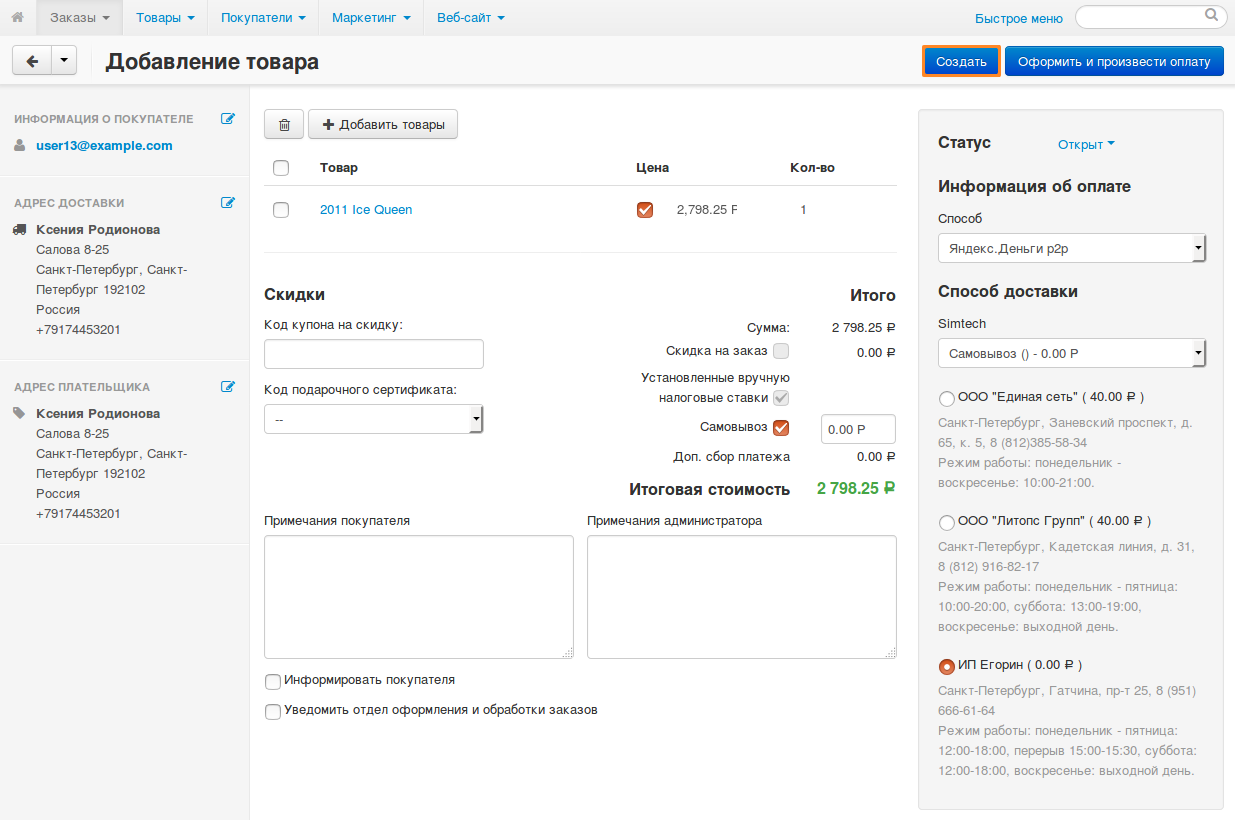 Заказы Товары Покупатели Маркетинг Веб-сайт Быстрое меню
Добавление товара Создать Оформить и произвести оплату
ИНФОРМАЦИЯ О ПОКУПАТЕЛЕ
user13@example.com
АДРЕС ДОСТАВКИ
Ксения Родионова
Салова 8-25
Санкт-Петербург, Санкт-
Петербург 192102
Россия
+79174453201
АДРЕС ПЛАТЕЛЬЩИКА
Ксения Родионова
Салова 8-25
Санкт-Петербург, Санкт-
Петербург 192102
Россия
+79174453201
Добавить товары
Товар Цена Кол-во
2011 Ice Queen 2,798.25 Р 1
Скидки
Код купона на скидку:
Код подарочного сертификата:
--
Итого
Сумма: 2 798.25 ₽
Скидка на заказ 0.00 ₽
Установленные вручную
налоговые ставки
Самовывоз 0.00 Р
Доп. сбор платежа 0.00 ₽
Итоговая стоимость 2 798.25 ₽
Примечания покупателя Примечания администратора
Информировать покупателя
Уведомить отдел оформления и обработки заказов
Статус Открыт
Информация об оплате
Способ
Яндекс.Деньги p2p
Способ доставки
Simtech
Самовывоз () - 0.00 Р
ООО "Единая сеть" ( 40.00 ₽ )
Санкт-Петербург, Заневский проспект, д.
65, к. 5, 8 (812)385-58-34
Режим работы: понедельник -
воскресенье: 10:00-21:00.
ООО "Литопс Групп" ( 40.00 ₽ )
Санкт-Петербург, Кадетская линия, д. 31,
8 (812) 916-82-17
Режим работы: понедельник - пятница:
10:00-20:00, суббота: 13:00-19:00,
воскресенье: выходной день.
ИП Егорин ( 0.00 ₽ )
Санкт-Петербург, Гатчина, пр-т 25, 8 (951)
666-61-64
Режим работы: понедельник - пятница:
12:00-18:00, перерыв 15:00-15:30, суббота:
12:00-18:00, воскресенье: выходной день.